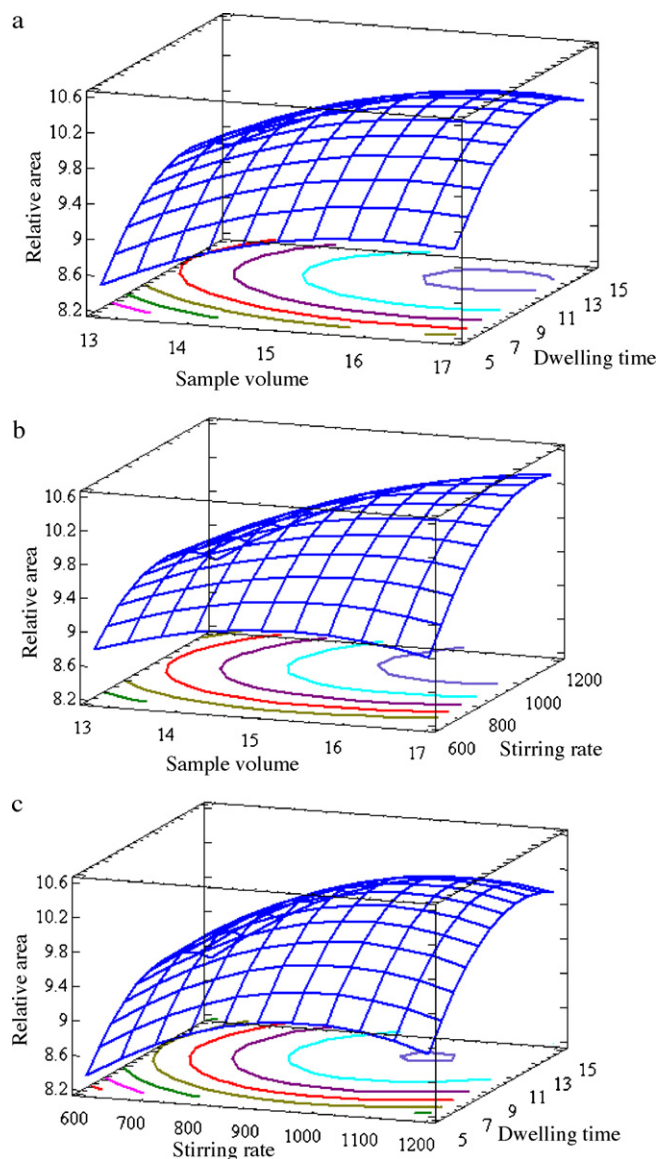 a
10.6
10.2
9.8
9.4
9
8.6
8.2
Relative area
13 14 15 16 17
Sample volume
5 7 9 11 13 15
Dwelling time
b
10.6
10.2
9.8
9.4
9
8.6
8.2
Relative area
13 14 15 16 17
Sample volume
600 800 1000 1200
Stirring rate
c
10.6
10.2
9.8
9.4
9
8.6
8.2
Relative area
600 700 800 900 1000 1100 1200
Stirring rate
5 7 9 11 13 15
Dwelling time